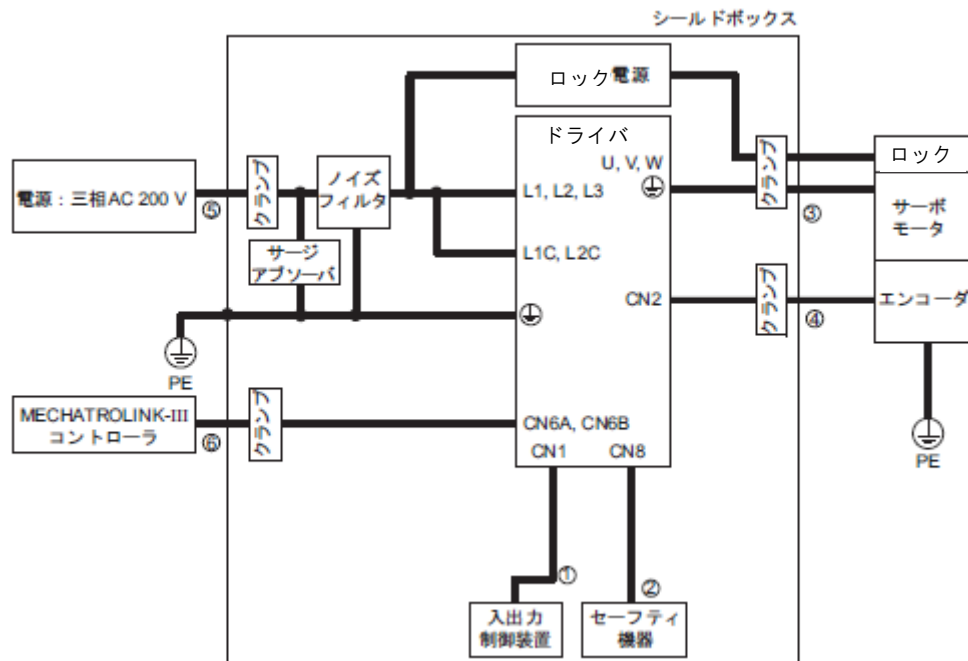 シールドボックス
ロック電源
ドライバ
U, V, W
電源：三相AC 200 V
⑤
クランプ
ノイズ
フィルタ
L1, L2, L3
クランプ
③
ロック
サーボ
モータ
サージ
アブソーバ
L1C, L2C
CN2
クランプ
④
エンコーダ
PE
MECHATROLINK-III
コントローラ
⑥
クランプ
CN6A, CN6B
CN1
CN8
PE
①
②
入出力
制御装置
セーフティ
機器